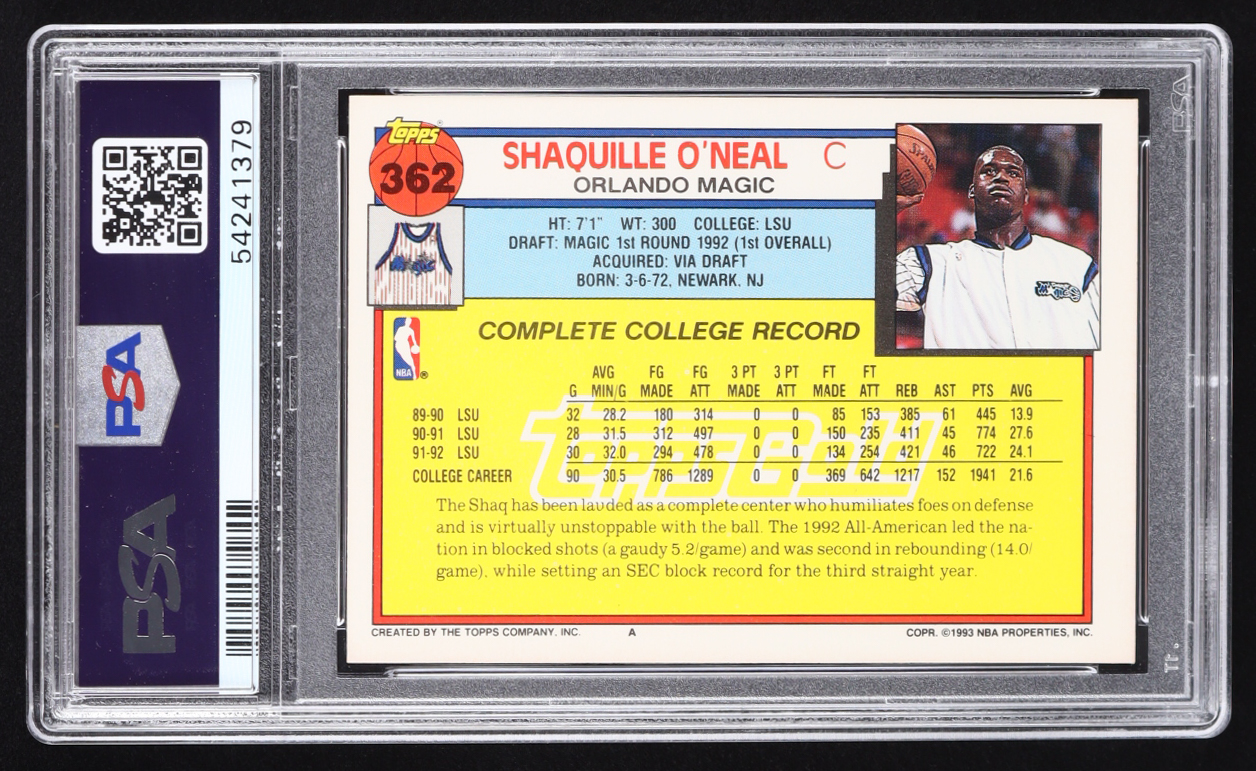 54241379
PSA
PSA
PSA
TOPPS
362
SHAQUILLE O'NEAL C
ORLANDO MAGIC
HT: 7'1" WT: 300 COLLEGE: LSU
DRAFT: MAGIC 1st ROUND 1992 (1st OVERALL)
ACQUIRED: VIA DRAFT
BORN: 3-6-72, NEWARK, NJ
NBA ®
COMPLETE COLLEGE RECORD
AVG FG FG 3 PT 3 PT FT FT
G MIN/G MADE ATT MADE ATT MADE ATT REB AST PTS AVG
89-90 LSU 32 28.2 180 314 0 0 85 153 385 61 445 13.9
90-91 LSU 28 31.5 312 497 0 0 150 235 411 45 774 27.6
91-92 LSU 30 32.0 294 478 0 0 134 254 421 46 722 24.1
COLLEGE CAREER 90 30.5 786 1289 0 0 369 642 1217 152 1941 21.6
Topps Gold
The Shaq has been lauded as a complete center who humiliates foes on defense
and is virtually unstoppable with the ball. The 1992 All-American led the na-
tion in blocked shots (a gaudy 5.2/game) and was second in rebounding (14.0/
game), while setting an SEC block record for the third straight year.
CREATED BY THE TOPPS COMPANY, INC. A COPR. ©1993 NBA PROPERTIES, INC.